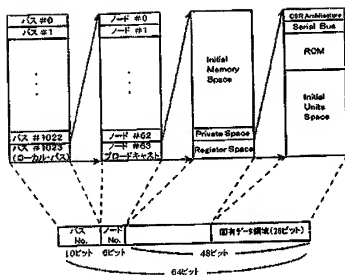 バス #0
バス #1
バス #1022
バス #1023
(ローカル・バス)
ノード #0
ノード #1
ノード #62
ノード #63
ブロードキャスト
Initial
Memory
Space
Private Space
Register Space
CSR Architecture
Serial Bus
ROM
Initial
Units
Space
バス
No.
ノード
No.
固有データ領域(28ビット)
10ビット
6ビット
48ビット
64ビット